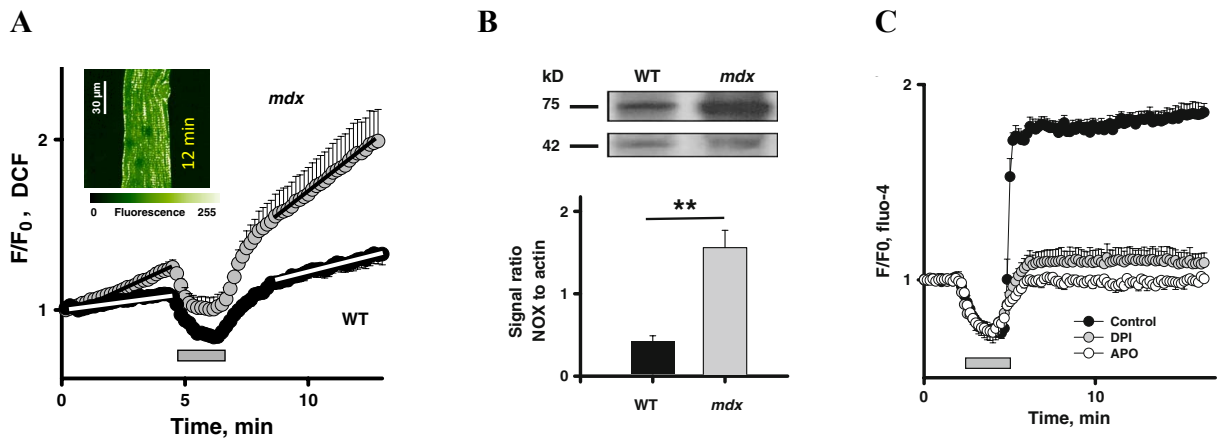 A
F/F0, DCF
2
1
30 µm
12 min
0 Fluorescence 255
mdx
WT
0 5 10
Time, min
B
kD WT mdx
75
42
Signal ratio
NOX to actin
2
1
0
**
WT mdx
C
F/F0, fluo-4
2
1
Control
DPI
APO
0 10
Time, min